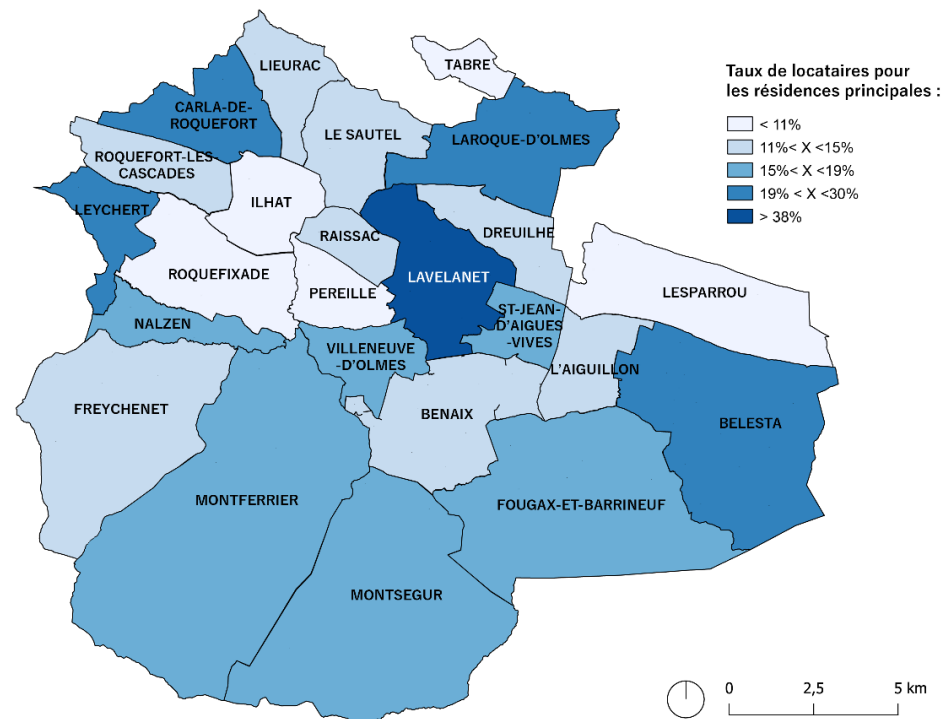 LIEURAC
TABRE
Taux de locataires pour
les résidences principales :
< 11%
11%< X <15%
15%< X <19%
19% < X <30%
> 38%
CARLA-DE-
ROQUEFORT
LE SAUTEL
LAROQUE-D'OLMES
ROQUEFORT-LES-
CASCADES
ILHAT
LEYCHERT
RAISSAC
DREUILHE
ROQUEFIXADE
LAVELANET
PEREILLE
LESPARROU
NALZEN
ST-JEAN-
D'AIGUES
-VIVES
VILLENEUVE
-D'OLMES
L'AIGUILLON
FREYCHENET
BENAIX
BELESTA
MONTFERRIER
FOUGAX-ET-BARRINEUF
MONTSEGUR
0 2,5 5 km